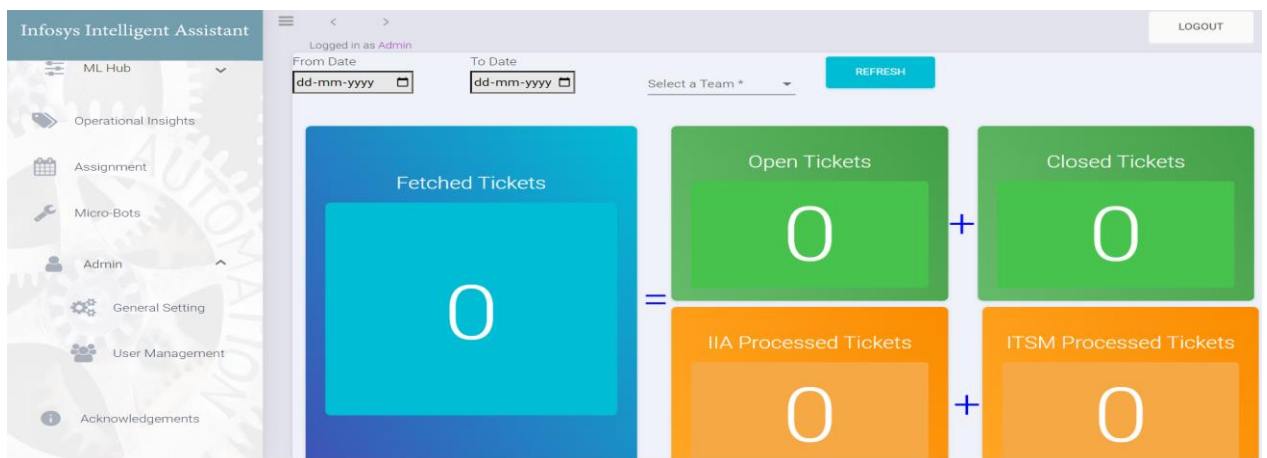 Infosys Intelligent Assistant
ML Hub
Operational Insights
Assignment
Micro-Bots
Admin
General Setting
User Management
Acknowledgements
AUTOMATION
< >
Logged in as Admin
LOGOUT
From Date
dd-mm-yyyy
To Date
dd-mm-yyyy
Select a Team *
REFRESH
Fetched Tickets
0
=
Open Tickets
0
+
Closed Tickets
0
IIA Processed Tickets
0
+
ITSM Processed Tickets
0